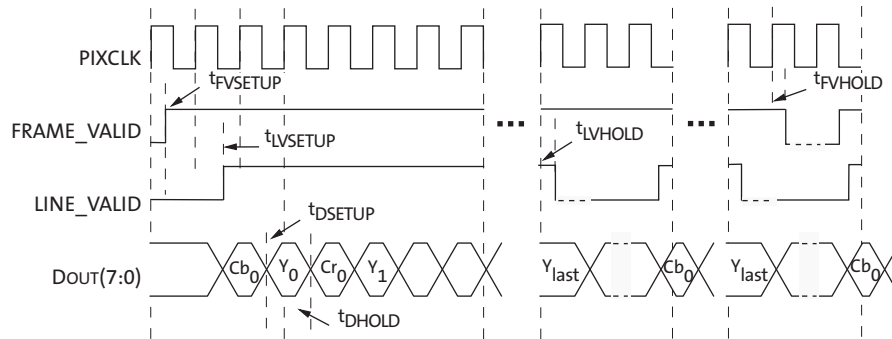 PIXCLK
tFVSETUP
tFVHOLD
FRAME_VALID
...
...
tLVSETUP
tLVHOLD
LINE_VALID
tDSETUP
DOUT(7:0)
Cb0 Y0 Cr0 Y1 Ylast Cb0 Ylast Cb0
tDHOLD